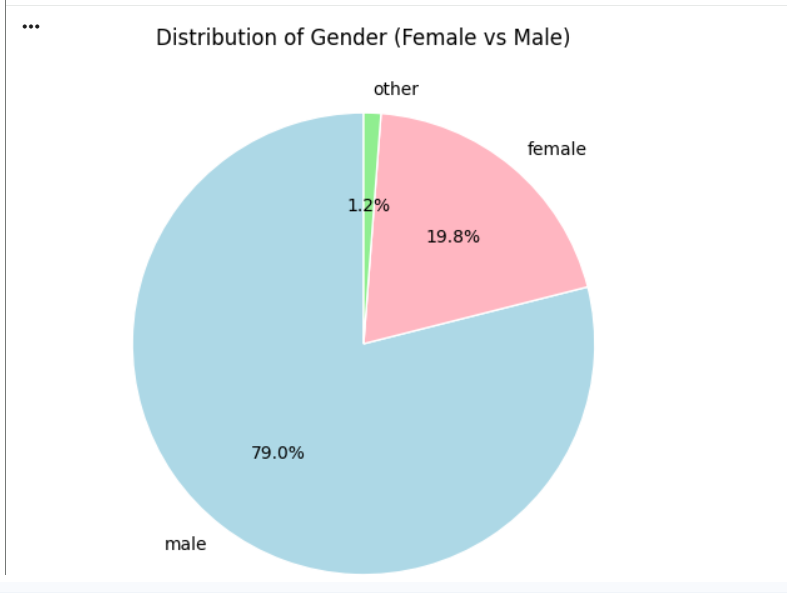 ...
Distribution of Gender (Female vs Male)
other
female
1.2%
19.8%
79.0%
male